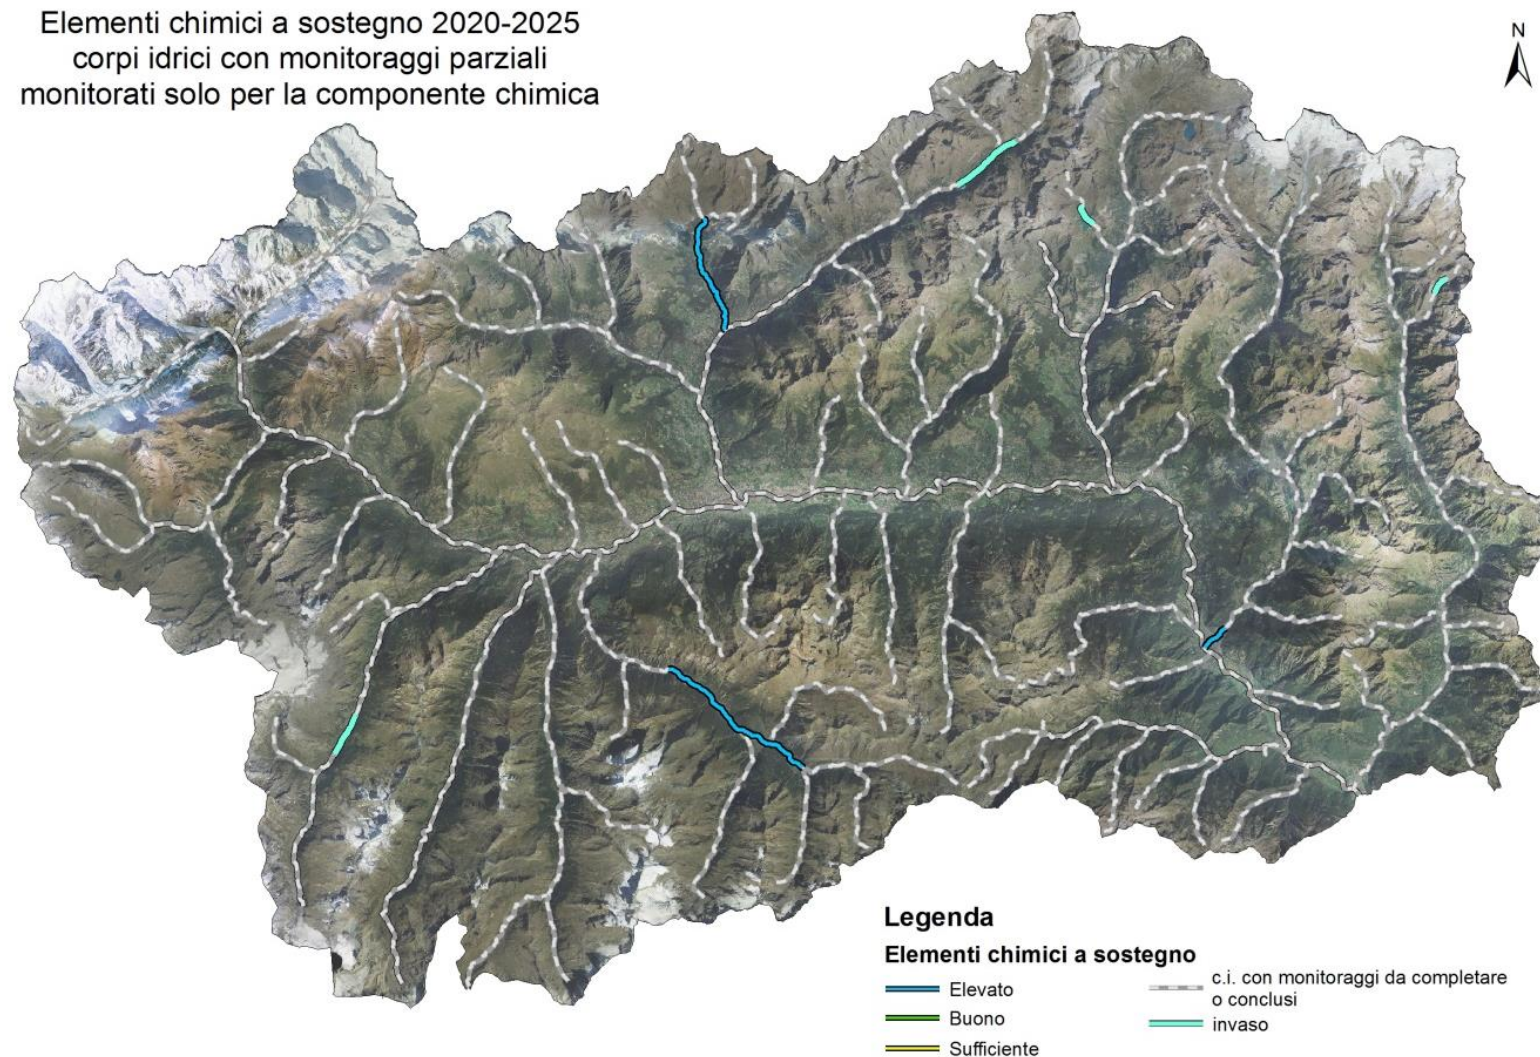 Elementi chimici a sostegno 2020-2025
corpi idrici con monitoraggi parziali
monitorati solo per la componente chimica
N
Legenda
Elementi chimici a sostegno
Elevato
Buono
Sufficiente
c.i. con monitoraggi da completare
o conclusi
invaso